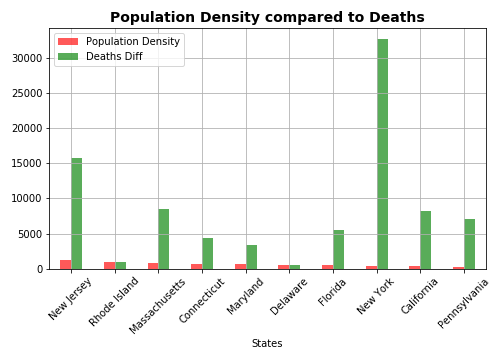 Population Density compared to Deaths
Population Density
Deaths Diff
30000
25000
20000
15000
10000
5000
0
New Jersey
Rhode Island
Massachusetts
Connecticut
Maryland
Delaware
Florida
New York
California
Pennsylvania
States